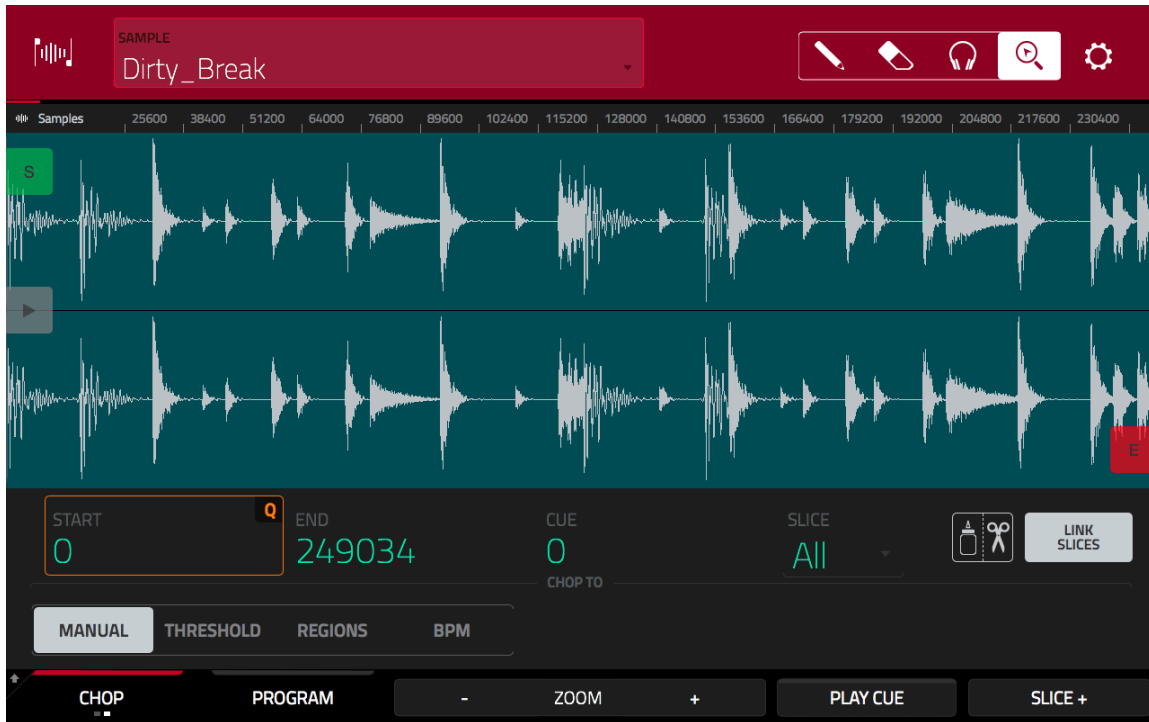 SAMPLE
Dirty_Break
Samples 25600 38400 51200 64000 76800 89600 102400 115200 128000 140800 153600 166400 179200 192000 204800 217600 230400
S
E
START Q END CUE SLICE
0 249034 0 All
LINK SLICES
CHOP TO
MANUAL THRESHOLD REGIONS BPM
CHOP PROGRAM - ZOOM + PLAY CUE SLICE +